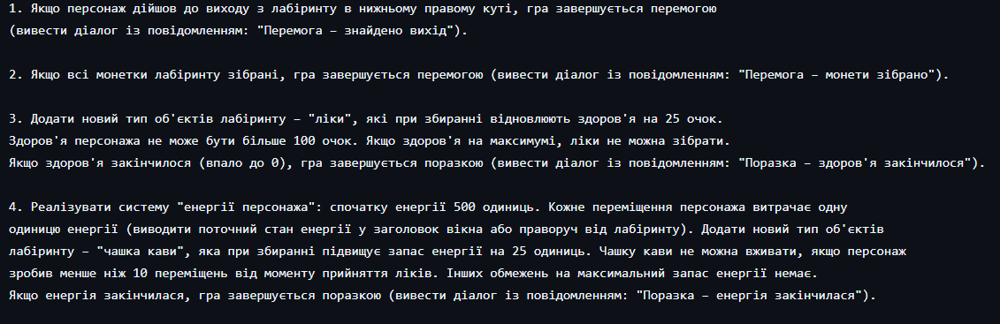 1. Якщо персонаж дійшов до виходу з лабіринту в нижньому правому куті, гра завершується перемогою
(вивести діалог із повідомленням: "Перемога – знайдено вихід").
2. Якщо всі монетки лабіринту зібрані, гра завершується перемогою (вивести діалог із повідомленням: "Перемога – монети зібрано").
3. Додати новий тип об'єктів лабіринту – "ліки", які при збиранні відновлюють здоров'я на 25 очок.
Здоров'я персонажа не може бути більше 100 очок. Якщо здоров'я на максимумі, ліки не можна зібрати.
Якщо здоров'я закінчилося (впало до 0), гра завершується поразкою (вивести діалог із повідомленням: "Поразка – здоров'я закінчилося").
4. Реалізувати систему "енергії персонажа": спочатку енергії 500 одиниць. Кожне переміщення персонажа витрачає одну
одиницю енергії (виводити поточний стан енергії у заголовок вікна або праворуч від лабіринту). Додати новий тип об'єктів
лабіринту – "чашка кави", яка при збиранні підвищує запас енергії на 25 одиниць. Чашку кави не можна вживати, якщо персонаж
зробив менше ніж 10 переміщень від моменту прийняття ліків. Інших обмежень на максимальний запас енергії немає.
Якщо енергія закінчилася, гра завершується поразкою (вивести діалог із повідомленням: "Поразка – енергія закінчилася").